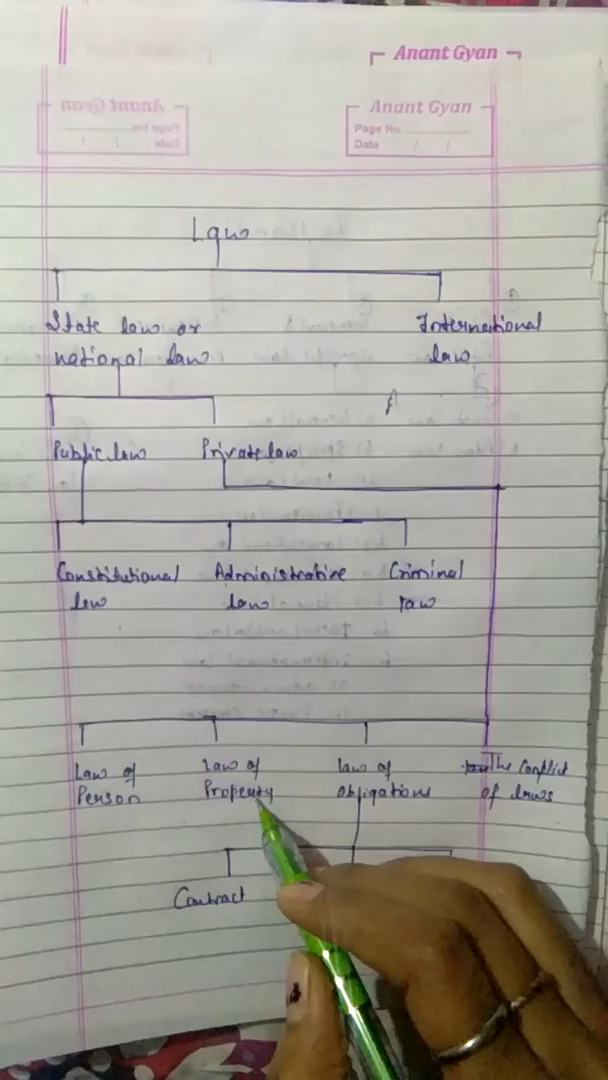 Anant Gyan
Anant Gyan
Page No.
Data / /
Law
State law or
national law
International
law
Public law
Private law
Constitutional
law
Administrative
law
Criminal
law
Law of
Person
Law of
Property
law of
obligations
The Conflict
of laws
Contract